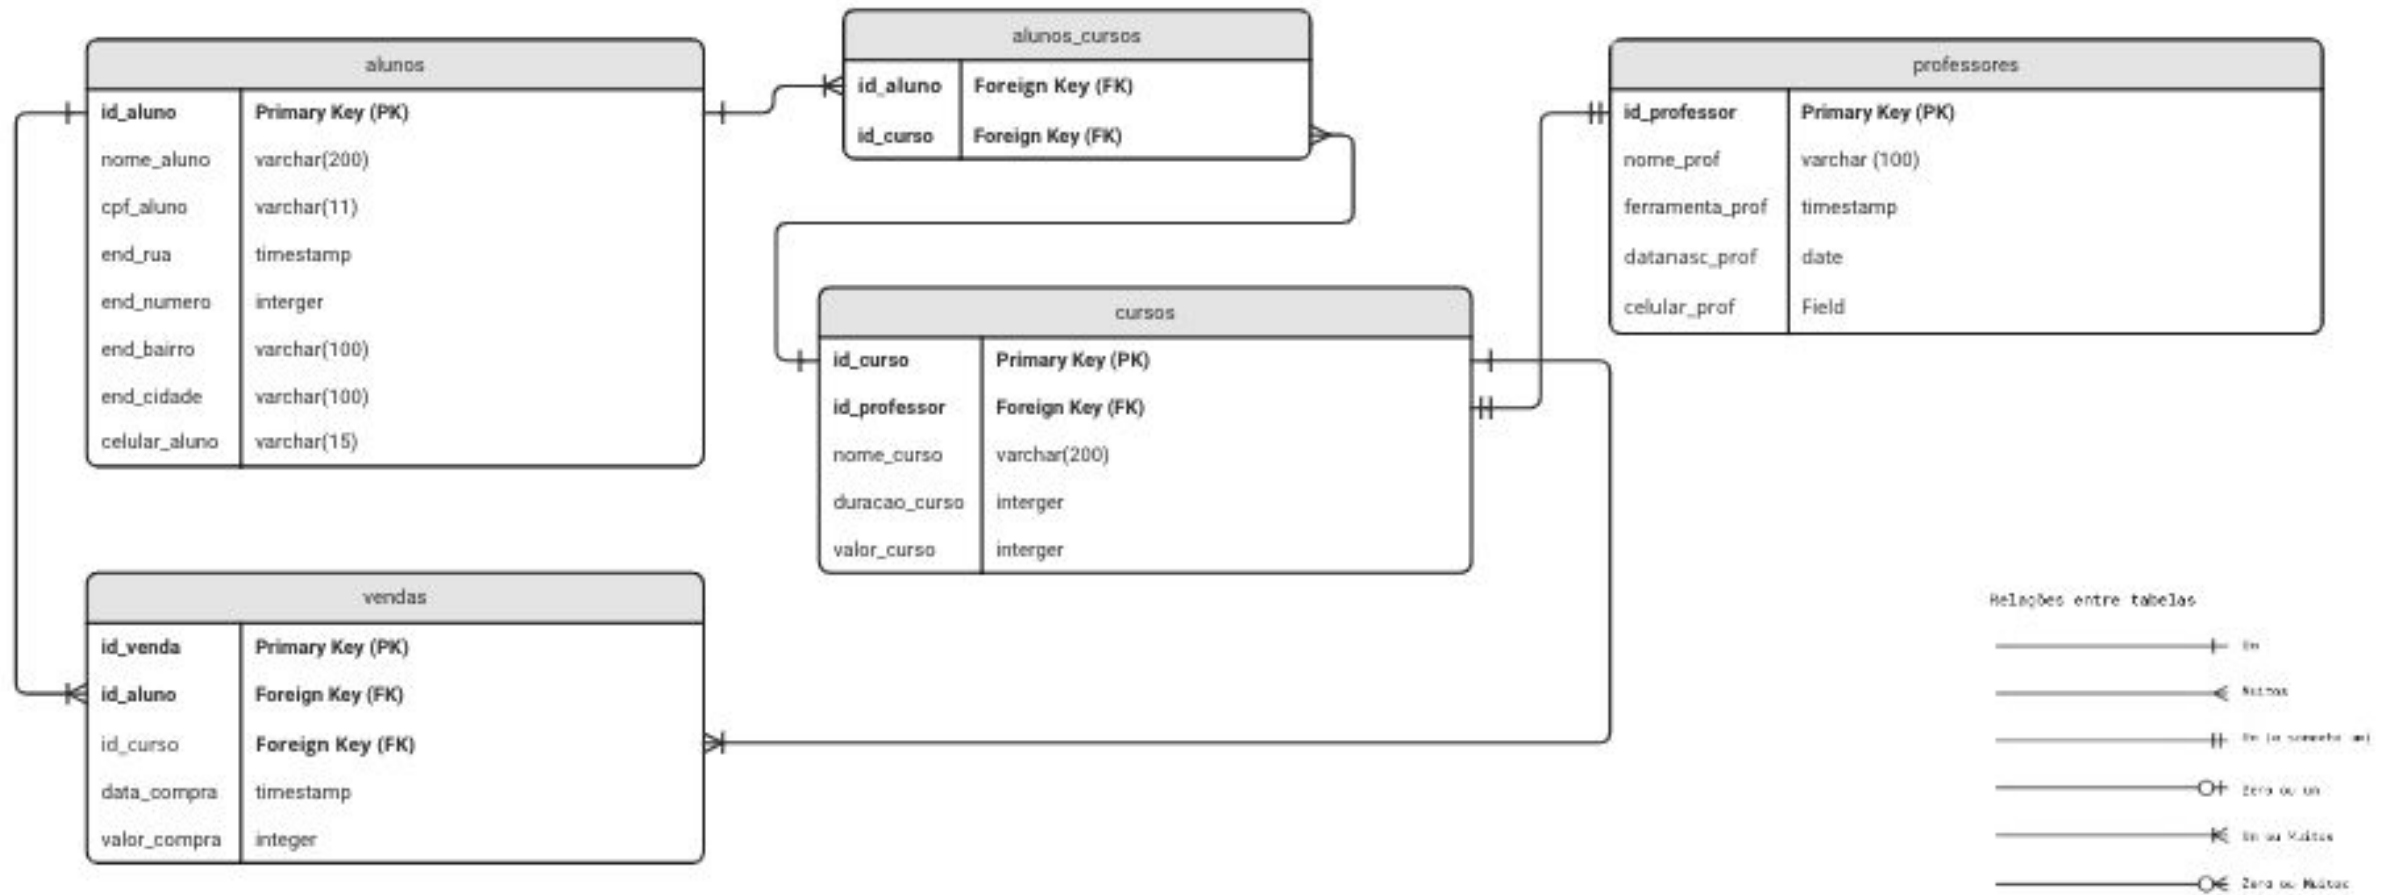 alunos
id_aluno Primary Key (PK)
nome_aluno varchar(200)
cpf_aluno varchar(11)
end_rua timestamp
end_numero interger
end_bairro varchar(100)
end_cidade varchar(100)
celular_aluno varchar(15)
alunos_cursos
id_aluno Foreign Key (FK)
id_curso Foreign Key (FK)
professores
id_professor Primary Key (PK)
nome_prof varchar (100)
ferramenta_prof timestamp
datanasc_prof date
celular_prof Field
cursos
id_curso Primary Key (PK)
id_professor Foreign Key (FK)
nome_curso varchar(200)
duracao_curso interger
valor_curso interger
vendas
id_venda Primary Key (PK)
id_aluno Foreign Key (FK)
id_curso Foreign Key (FK)
data_compra timestamp
valor_compra integer
Relações entre tabelas
Um
Muitos
Um (e somente um)
Zero ou um
Um ou Muitos
Zero ou Muitos